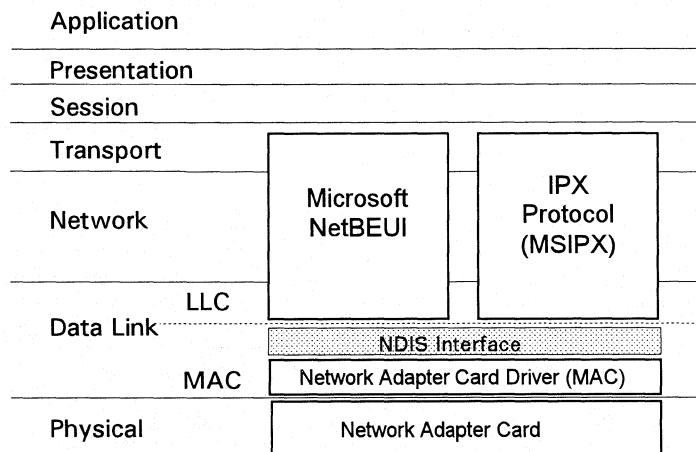 Application
Presentation
Session
Transport
Network
LLC
Data Link
MAC
Physical
Microsoft
NetBEUI
IPX
Protocol
(MSIPX)
NDIS Interface
Network Adapter Card Driver (MAC)
Network Adapter Card